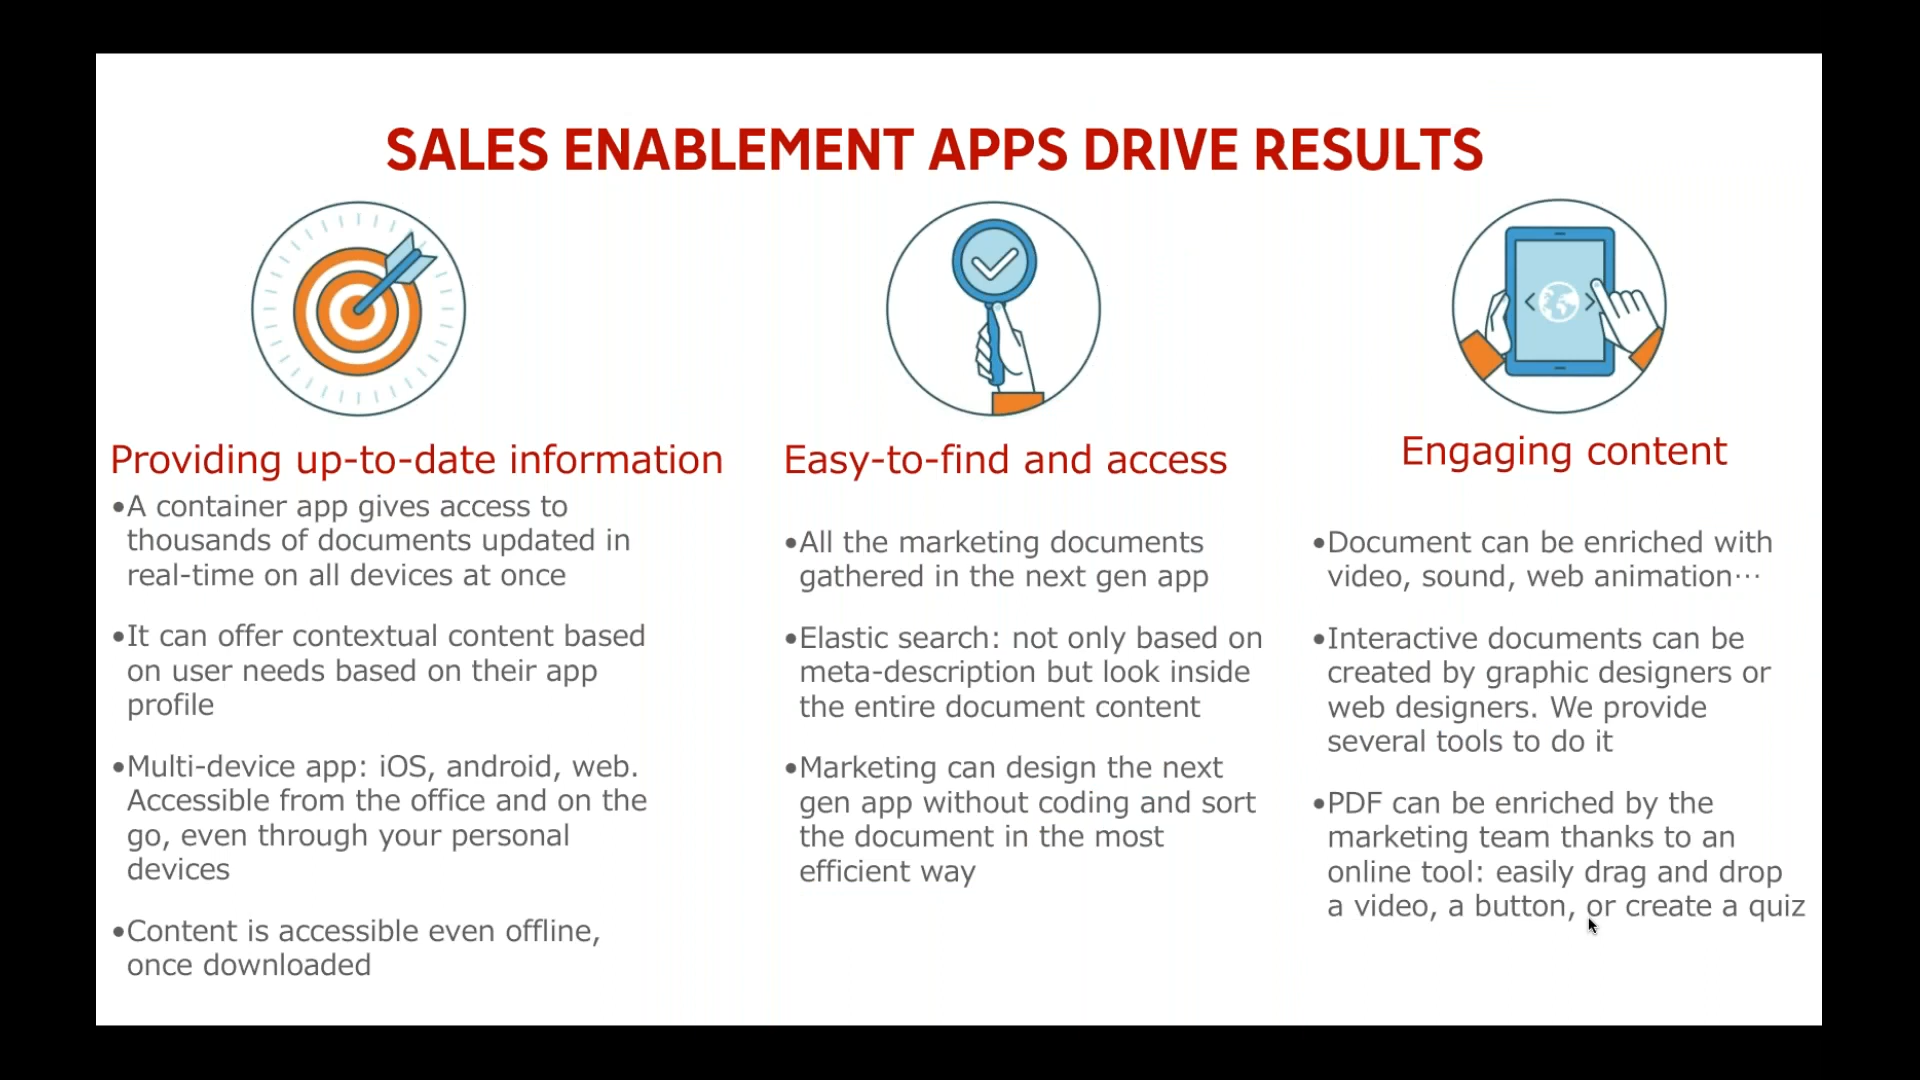 SALES ENABLEMENT APPS DRIVE RESULTS
Providing up-to-date information
•A container app gives access to
thousands of documents updated in
real-time on all devices at once
•It can offer contextual content based
on user needs based on their app
profile
•Multi-device app: iOS, android, web.
Accessible from the office and on the
go, even through your personal
devices
•Content is accessible even offline,
once downloaded
Easy-to-find and access
•All the marketing documents
gathered in the next gen app
•Elastic search: not only based on
meta-description but look inside
the entire document content
•Marketing can design the next
gen app without coding and sort
the document in the most
efficient way
Engaging content
•Document can be enriched with
video, sound, web animation⋯
•Interactive documents can be
created by graphic designers or
web designers. We provide
several tools to do it
•PDF can be enriched by the
marketing team thanks to an
online tool: easily drag and drop
a video, a button, or create a quiz